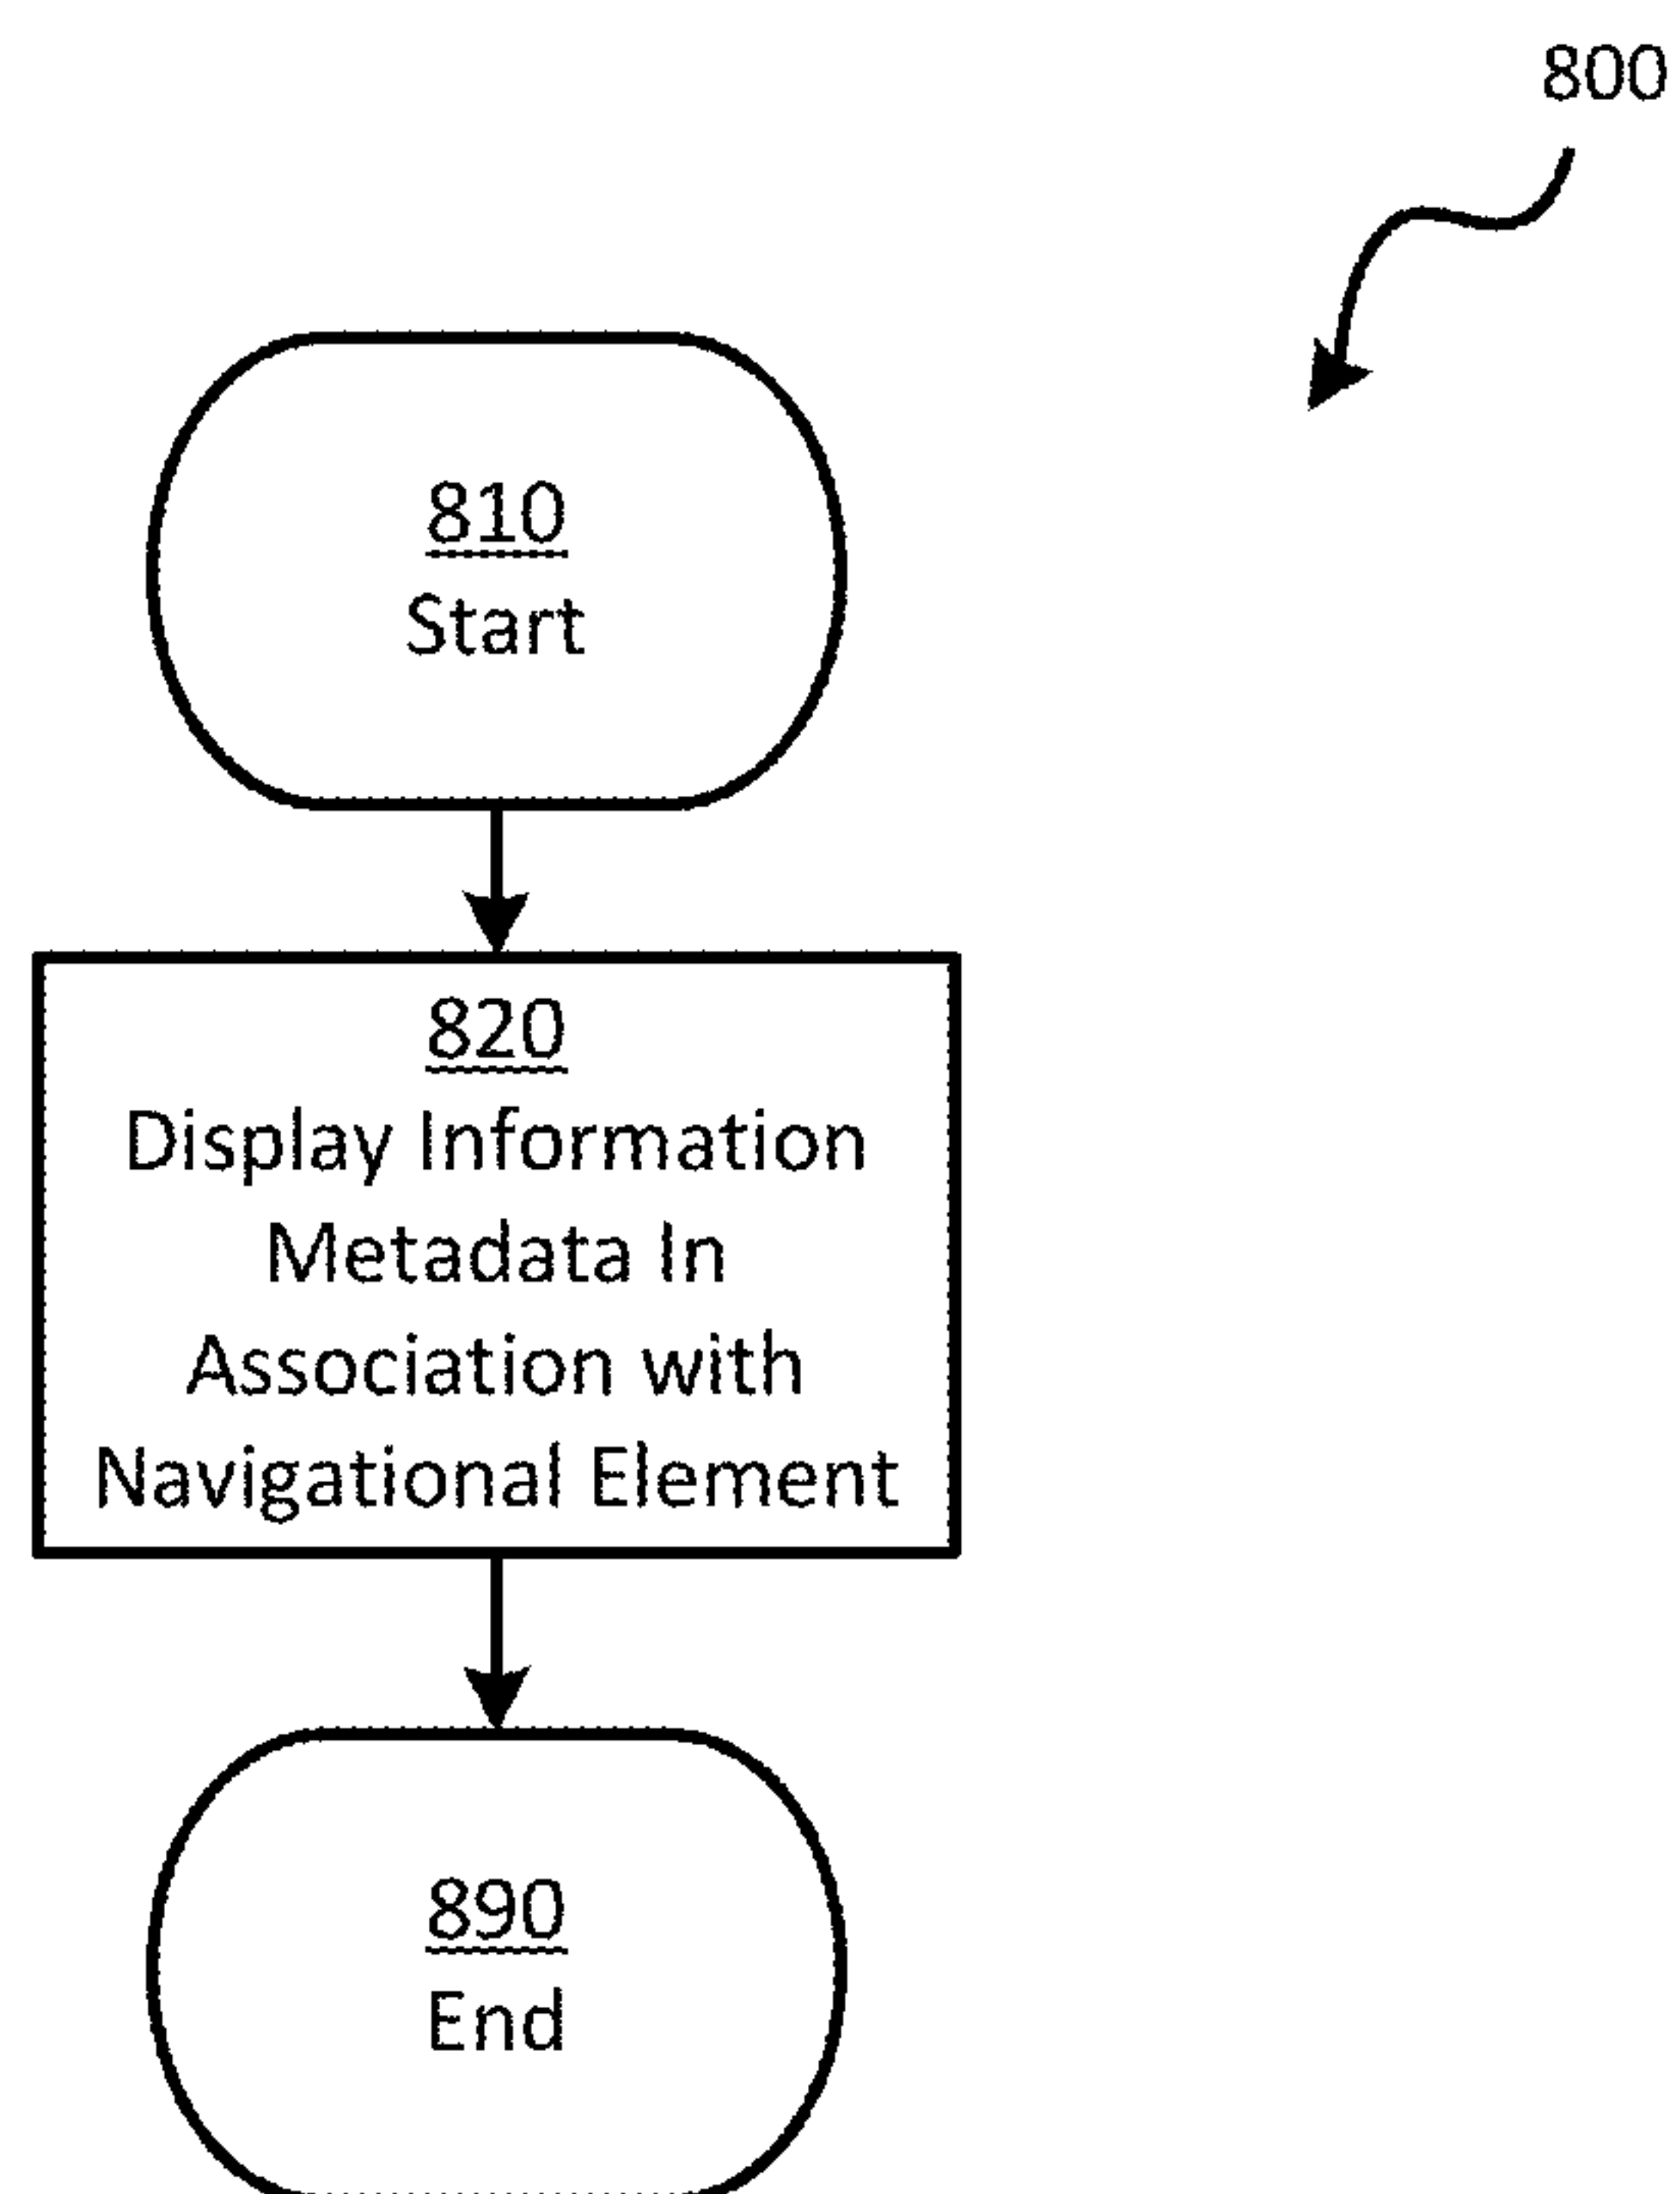 800
810
Start
820
Display Information
Metadata In
Association with
Navigational Element
890
End